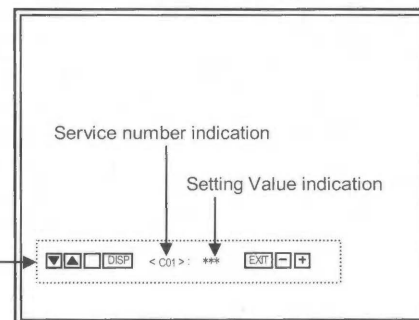 Service number indication
Setting Value indication
▼ ▲ DISP < C01 > : *** EXIT − +